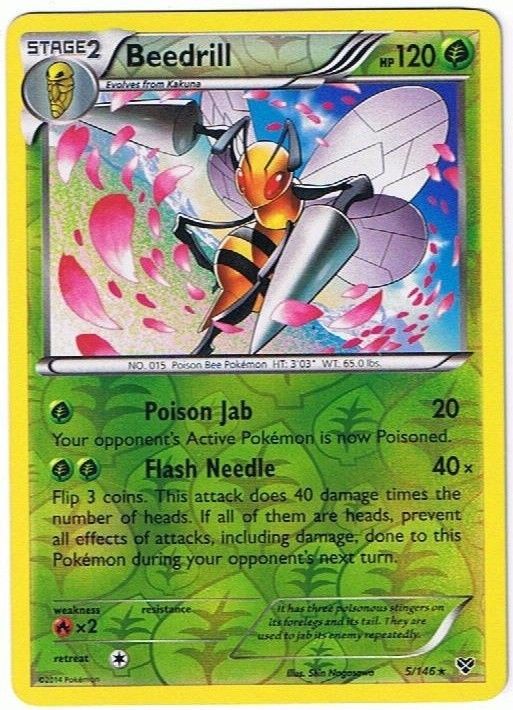 STAGE2 Beedrill HP120
Evolves from Kakuna
NO. 015 Poison Bee Pokémon HT: 3'03" WT: 65.0 lbs.
Poison Jab 20
Your opponent's Active Pokémon is now Poisoned.
Flash Needle 40×
Flip 3 coins. This attack does 40 damage times the
number of heads. If all of them are heads, prevent
all effects of attacks, including damage, done to this
Pokémon during your opponent's next turn.
weakness resistance
×2
It has three poisonous stingers on
its forelegs and its tail. They are
used to jab its enemy repeatedly.
retreat
©2014 Pokémon Illus. Shin Nagasawa 5/146 ★ XY